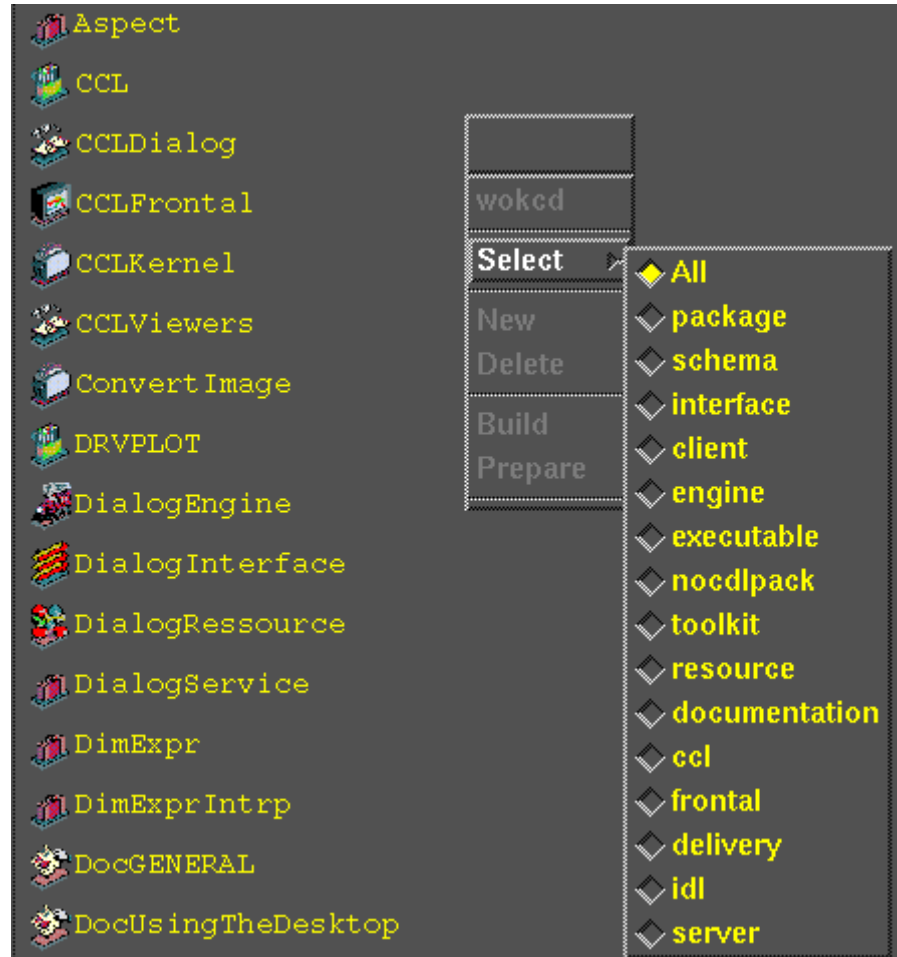 Aspect
CCL
CCLDialog
CCLFrontal
CCLKernel
CCLViewers
ConvertImage
DRVPLOT
DialogEngine
DialogInterface
DialogRessource
DialogService
DimExpr
DimExprIntrp
DocGENERAL
DocUsingTheDesktop
wokcd
Select
New
Delete
Build
Prepare
All
package
schema
interface
client
engine
executable
nocdlpack
toolkit
resource
documentation
ccl
frontal
delivery
idl
server